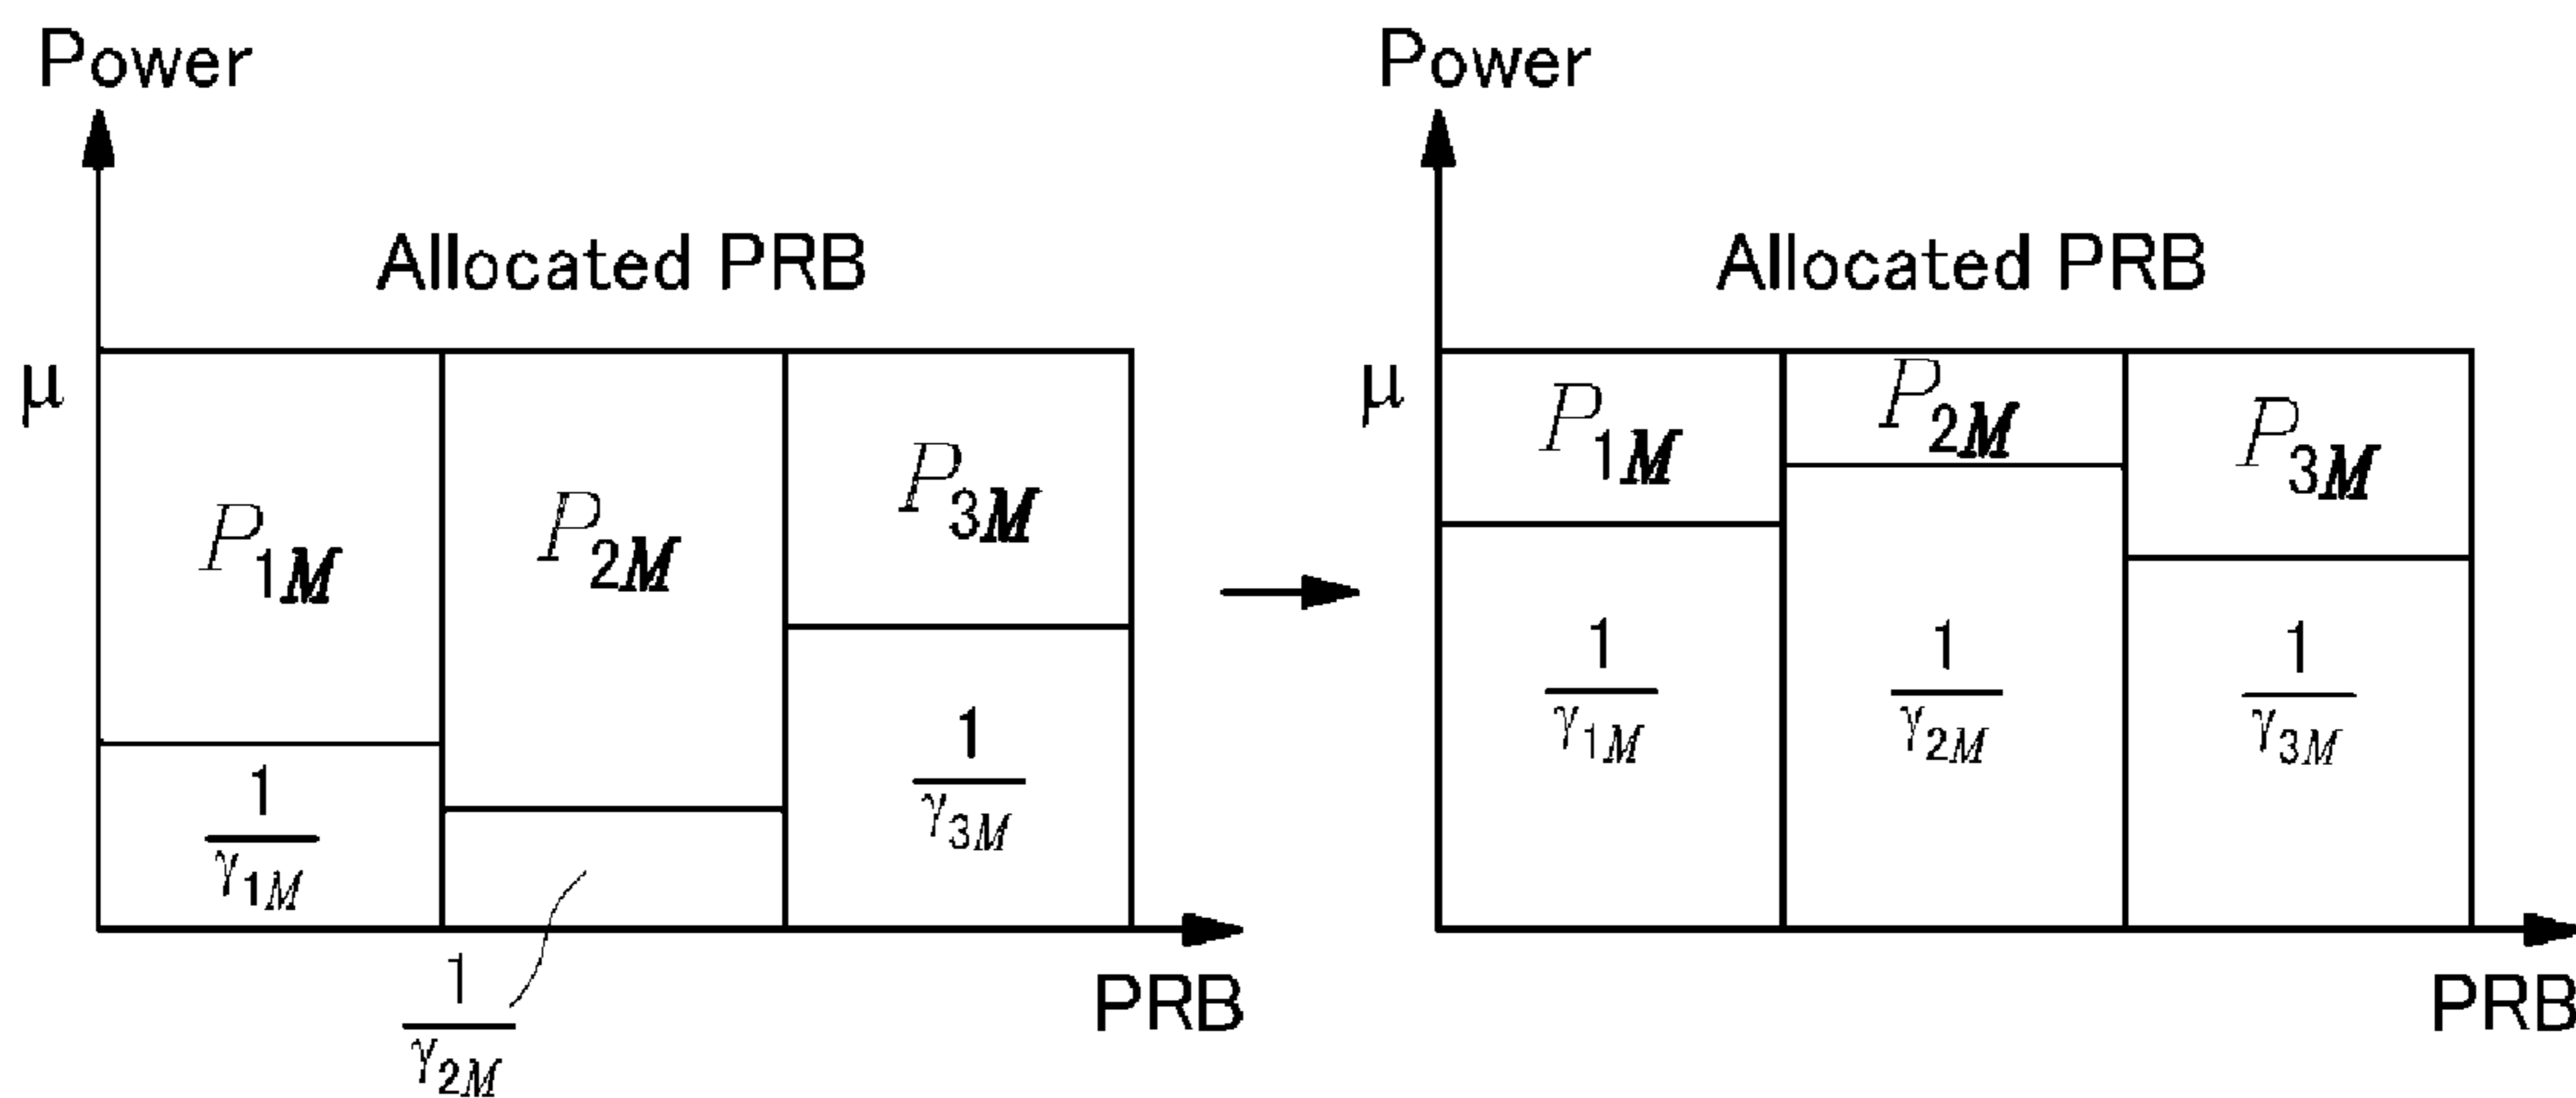 Power
Allocated PRB
μ
P1M
P2M
P3M
1
γ1M
1
γ2M
1
γ3M
PRB
Power
Allocated PRB
μ
P1M
P2M
P3M
1
γ1M
1
γ2M
1
γ3M
PRB